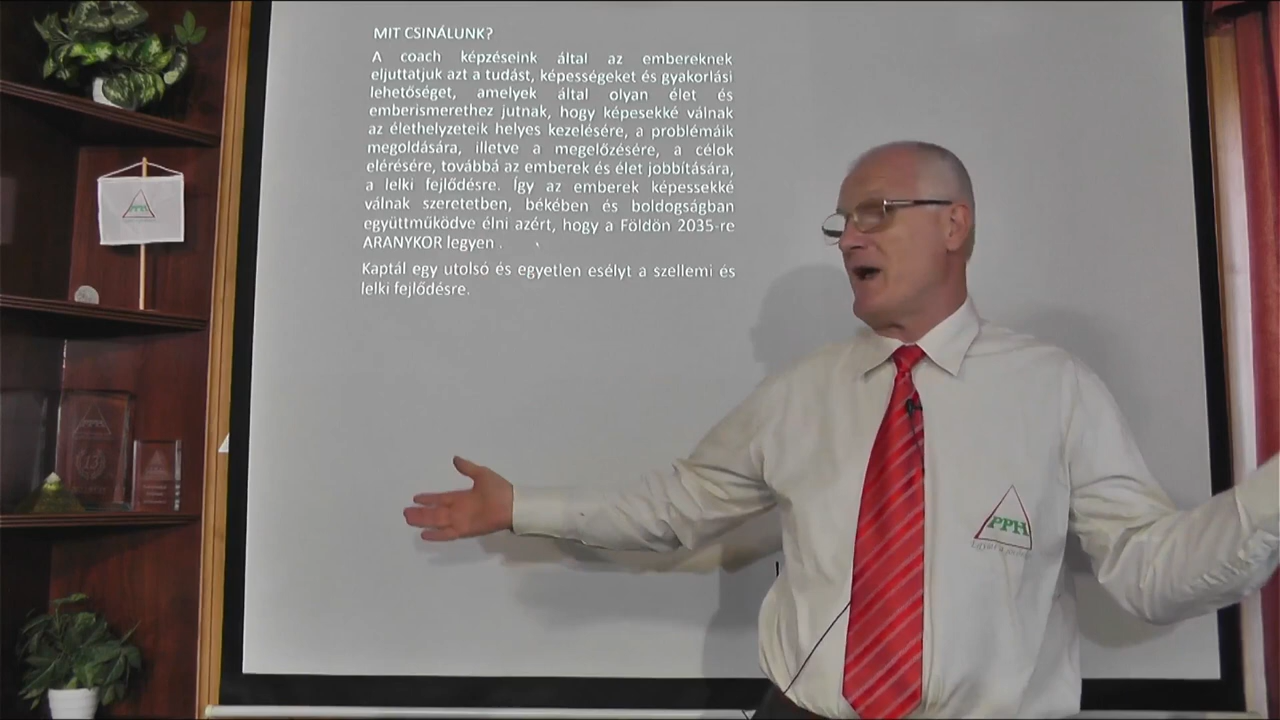 MIT CSINÁLUNK?
A coach képzéseink által az embereknek
eljuttatjuk azt a tudást, képességeket és gyakorlási
lehetőséget, amelyek által olyan élet és
emberismerethez jutnak, hogy képesekké válnak
az élethelyzeteik helyes kezelésére, a problémáik
megoldására, illetve a megelőzésére, a célok
elérésére, továbbá az emberek és élet jobbítására,
a lelki fejlődésre. Így az emberek képessekké
válnak szeretetben, békében és boldogságban
együttműködve élni azért, hogy a Földön 2035-re
ARANYKOR legyen .
Kaptál egy utolsó és egyetlen esélyt a szellemi és
lelki fejlődésre.
PPH
PPH
13
PPH